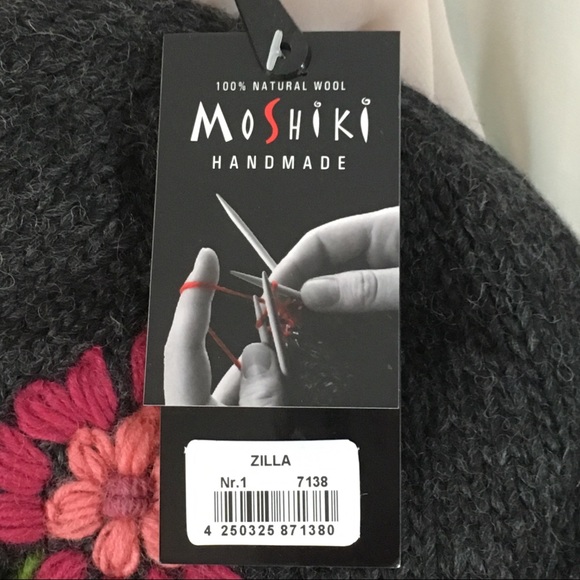 100% NATURAL WOOL
MOSHiKi
HANDMADE
ZILLA
Nr.1 7138
4 250325 871380